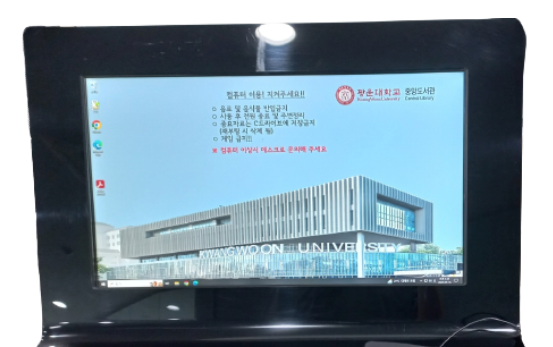 컴퓨터 이용! 지켜주세요!!
○ 음료 및 음식물 반입금지
○ 사용 후 전원 종료 및 주변정리
○ 중요자료는 C드라이브에 저장금지
(재부팅 시 삭제 됨)
○ 게임 금지!!
※ 컴퓨터 이상시 데스크로 문의해 주세요
광운대학교 중앙도서관
KwangWoon University Central Library
KWANGWOON UNIVERSITY